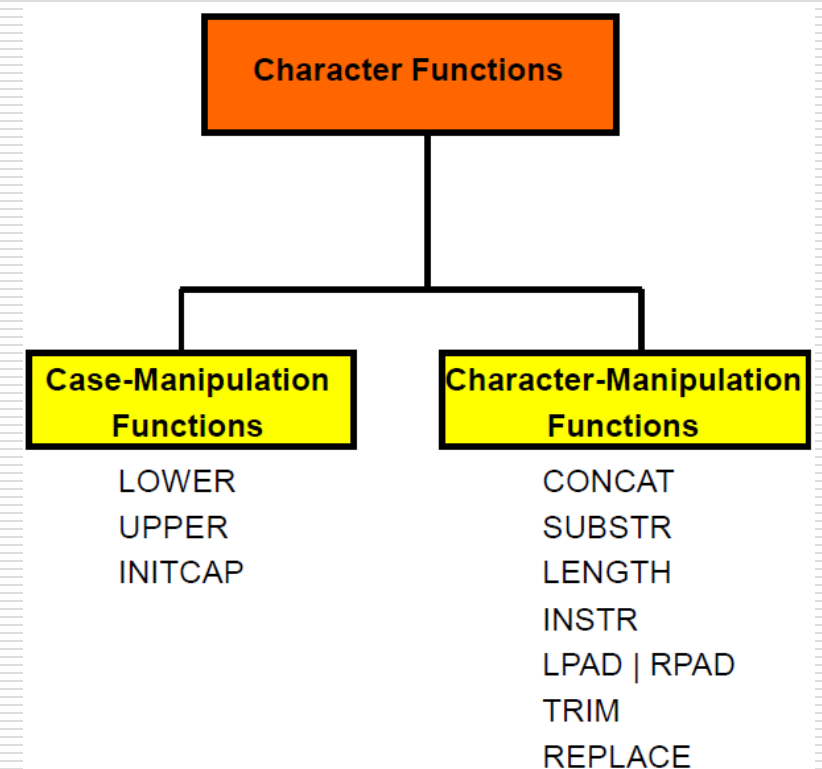 Character Functions
Case-Manipulation
Functions
LOWER
UPPER
INITCAP
Character-Manipulation
Functions
CONCAT
SUBSTR
LENGTH
INSTR
LPAD | RPAD
TRIM
REPLACE